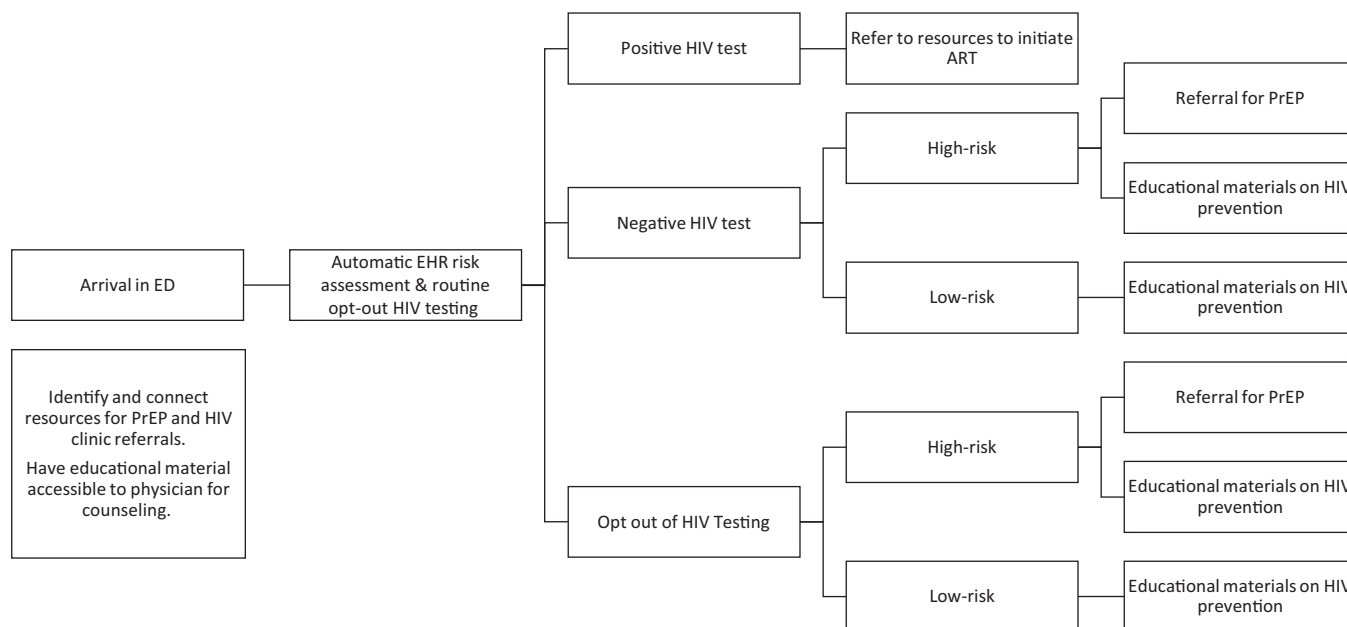 Arrival in ED
Identify and connect
resources for PrEP and HIV
clinic referrals.
Have educational material
accessible to physician for
counseling.
Automatic EHR risk
assessment & routine
opt-out HIV testing
Positive HIV test
Refer to resources to initiate
ART
Negative HIV test
High-risk
Referral for PrEP
Educational materials on HIV
prevention
Low-risk
Educational materials on HIV
prevention
Opt out of HIV Testing
High-risk
Referral for PrEP
Educational materials on HIV
prevention
Low-risk
Educational materials on HIV
prevention